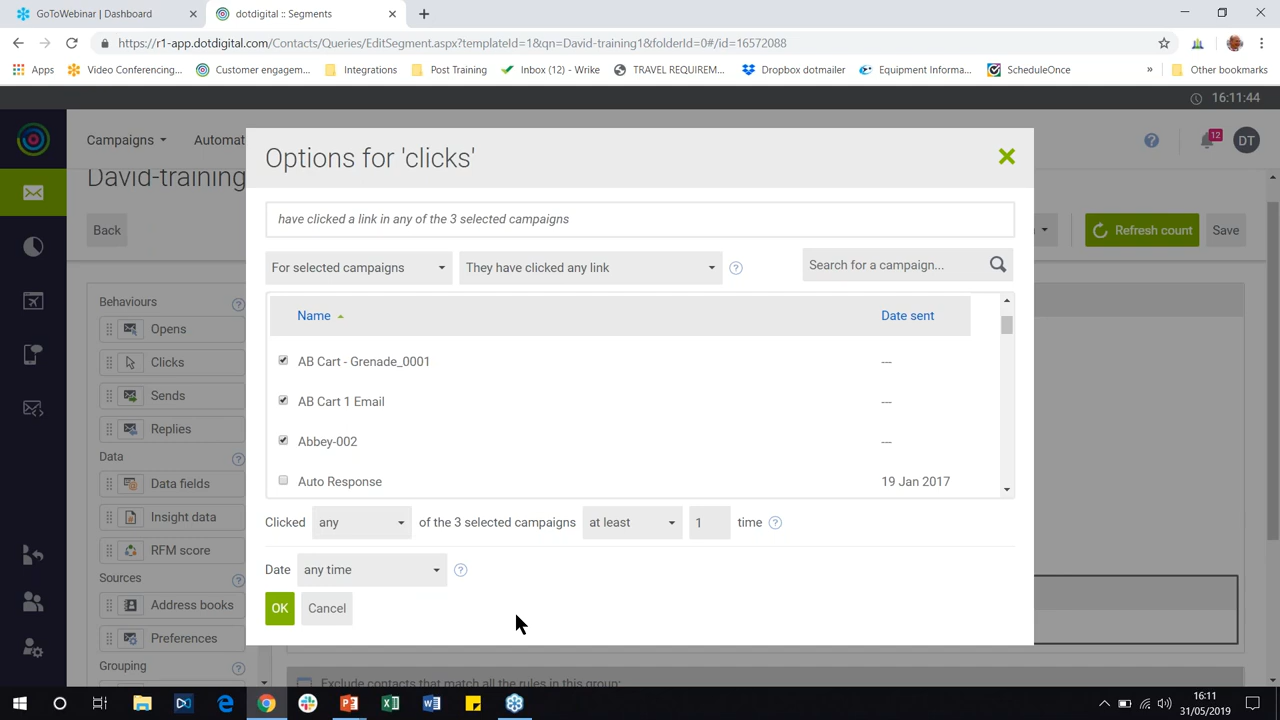 GoToWebinar | Dashboard
dotdigital :: Segments
https://r1-app.dotdigital.com/Contacts/Queries/EditSegment.aspx?templateId=1&qn=David-training1&folderId=0#/id=16572088
Apps
Video Conferencing...
Customer engagem...
Integrations
Post Training
Inbox (12) - Wrike
TRAVEL REQUIREM...
Dropbox dotmailer
Equipment Informa...
ScheduleOnce
»
Other bookmarks
16:11:44
Campaigns
Automat
12
DT
David-training
Back
Refresh count
Save
Options for 'clicks'
have clicked a link in any of the 3 selected campaigns
For selected campaigns
They have clicked any link
?
Search for a campaign...
Name
Date sent
AB Cart - Grenade_0001
---
AB Cart 1 Email
---
Abbey-002
---
Auto Response
19 Jan 2017
Clicked any of the 3 selected campaigns at least 1 time ?
Date any time ?
OK
Cancel
Behaviours ?
Opens
Clicks
Sends
Replies
Data ?
Data fields
Insight data
RFM score
Sources ?
Address books
Preferences
Grouping ?
Exclude contacts that match all the rules in this group:
16:11
31/05/2019